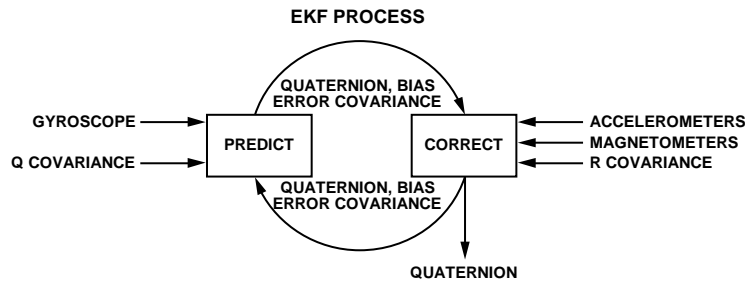 EKF PROCESS
QUATERNION, BIAS
ERROR COVARIANCE
GYROSCOPE
Q COVARIANCE
PREDICT
CORRECT
ACCELEROMETERS
MAGNETOMETERS
R COVARIANCE
QUATERNION, BIAS
ERROR COVARIANCE
QUATERNION